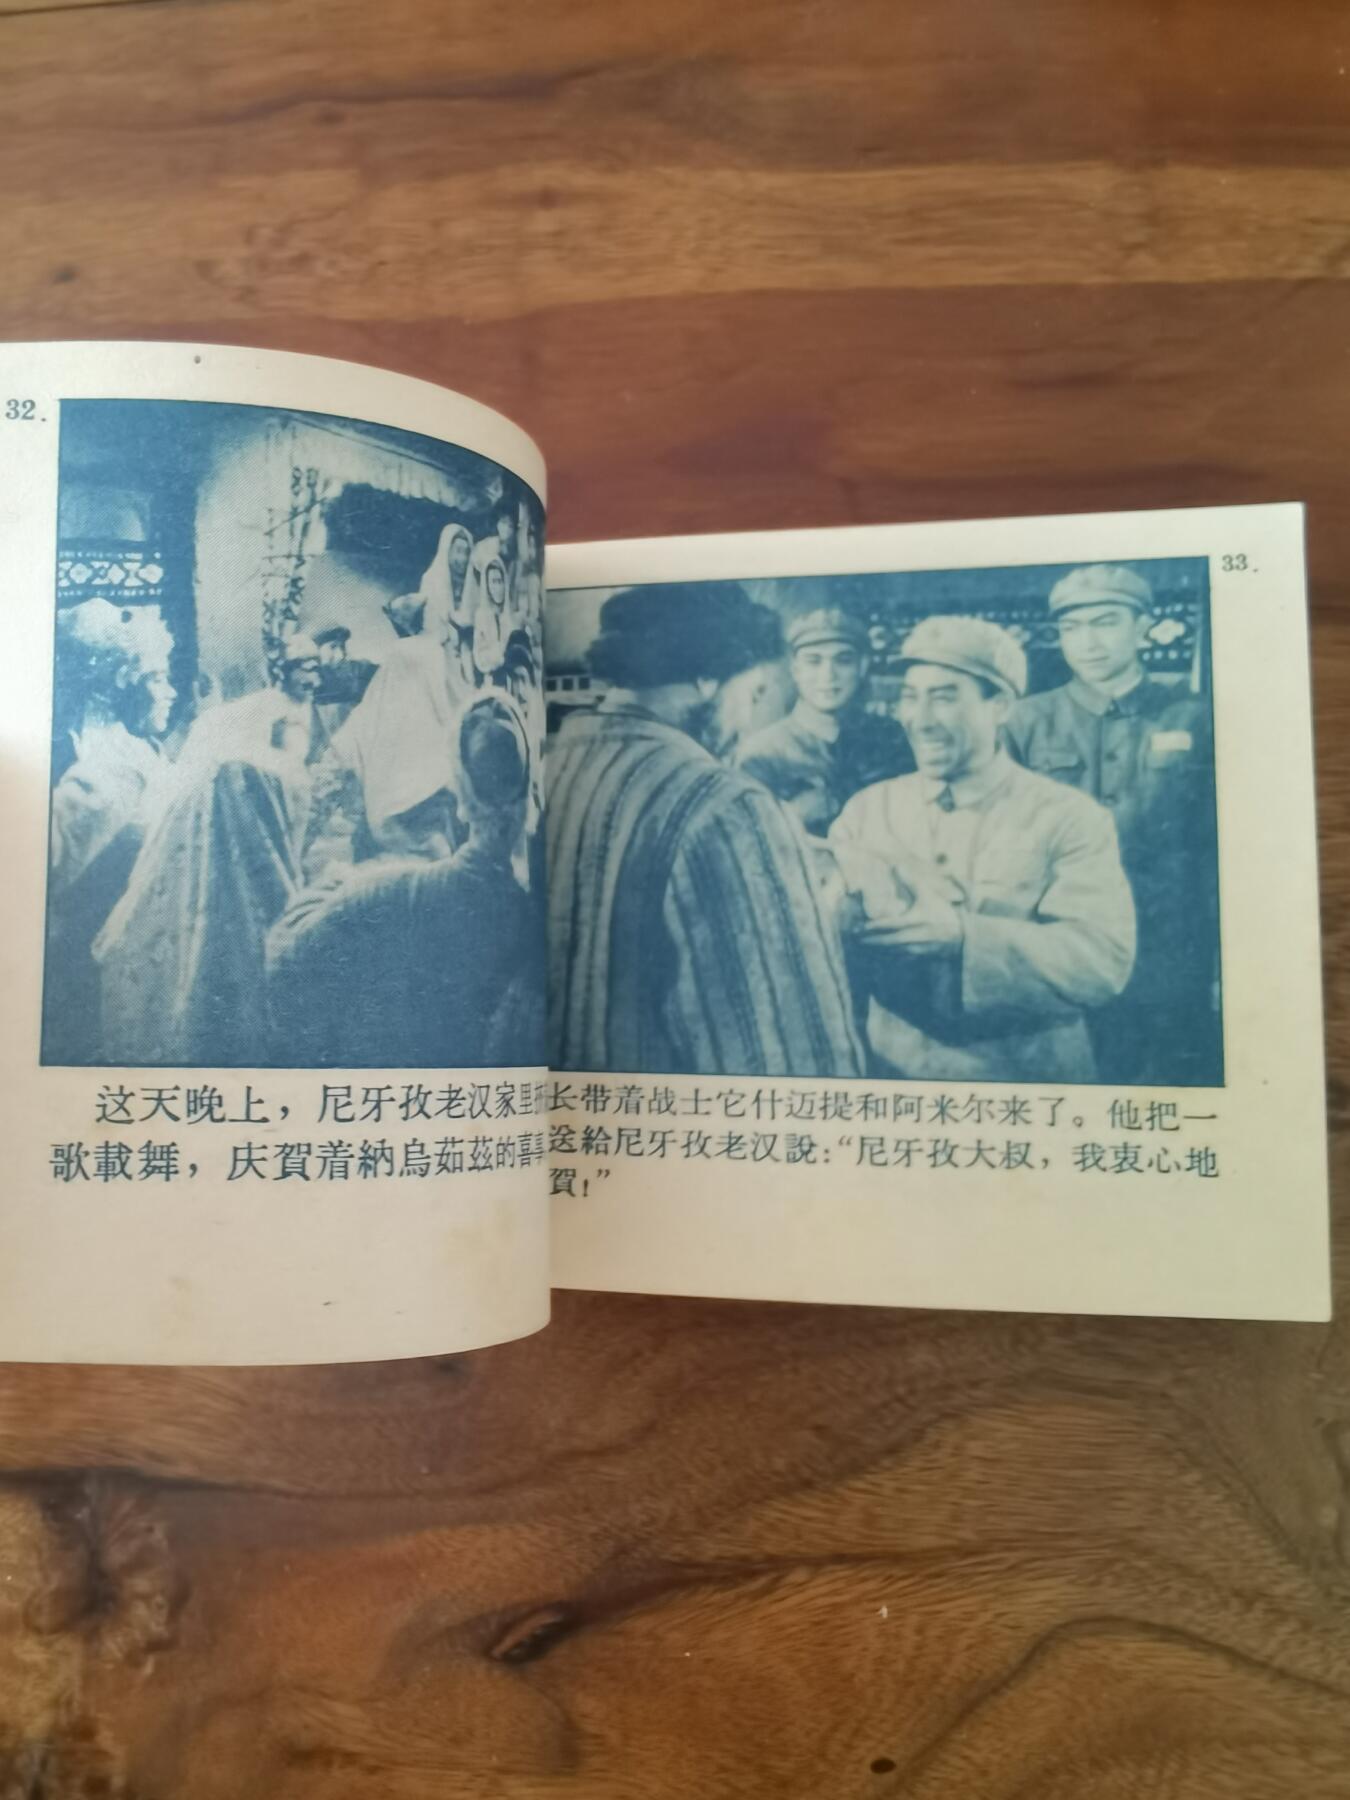 32.
这天晚上，尼牙孜老汉家里
歌載舞，庆賀着納烏茹茲的喜事
33.
长带着战士它什迈提和阿米尔来了。他把一
送給尼牙孜老汉說：“尼牙孜大叔，我衷心地
賀！”